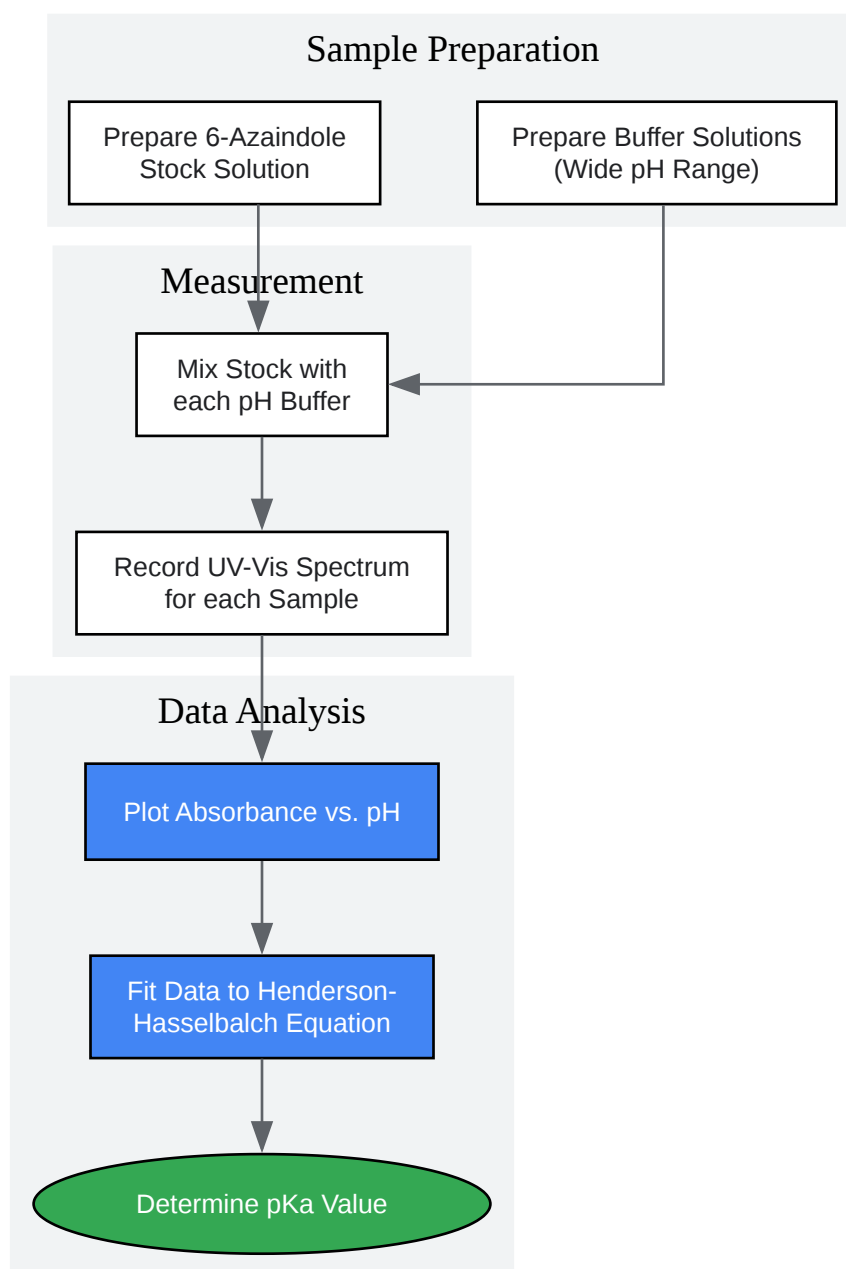 Sample Preparation
Prepare 6-Azaindole
Stock Solution
Prepare Buffer Solutions
(Wide pH Range)
Measurement
Mix Stock with
each pH Buffer
Record UV-Vis Spectrum
for each Sample
Data Analysis
Plot Absorbance vs. pH
Fit Data to Henderson-
Hasselbalch Equation
Determine pKa Value